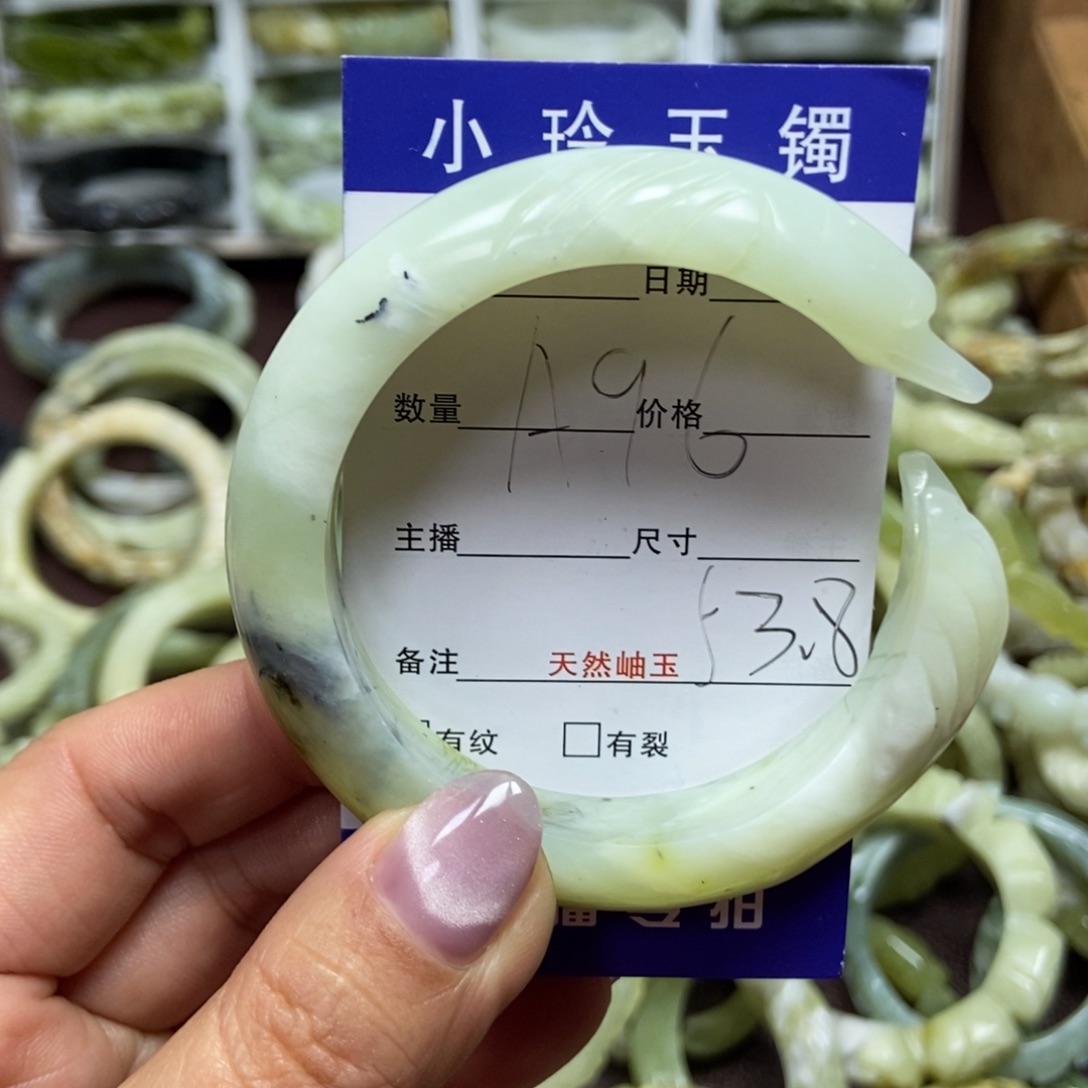 小玲玉镯
日期
A96
数量 价格
主播 尺寸
53.8
备注 天然岫玉
有纹 □有裂